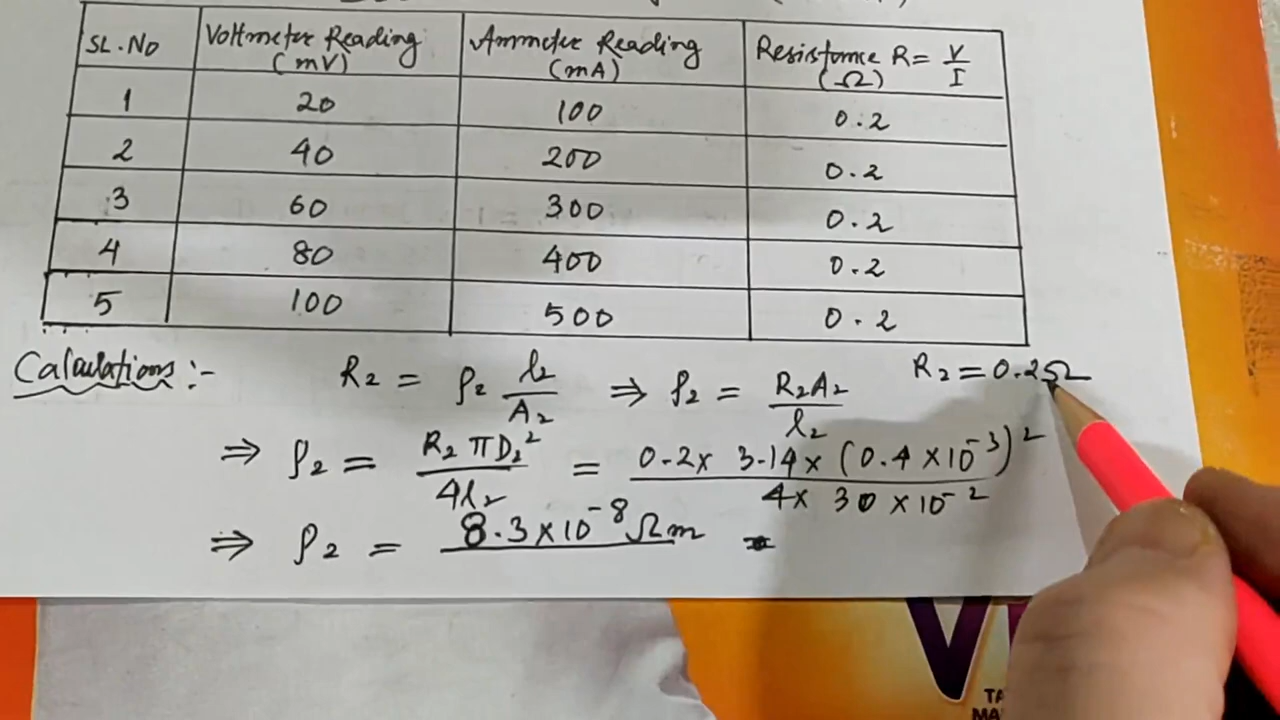 SL.NO Voltmeter Reading (mV) Ammeter Reading (mA) Resistance R = V/I (Ω)
1 20 100 0.2
2 40 200 0.2
3 60 300 0.2
4 80 400 0.2
5 100 500 0.2
Calculations :- R₂ = ρ₂ l₂/A₂ ⇒ ρ₂ = R₂A₂/l₂ R₂ = 0.2Ω
⇒ ρ₂ = R₂ πD₂²/4l₂ = 0.2 × 3.14 × (0.4 × 10⁻³)²/4 × 30 × 10⁻²
⇒ ρ₂ = 8.3 × 10⁻⁸ Ωm
V
TA
MA